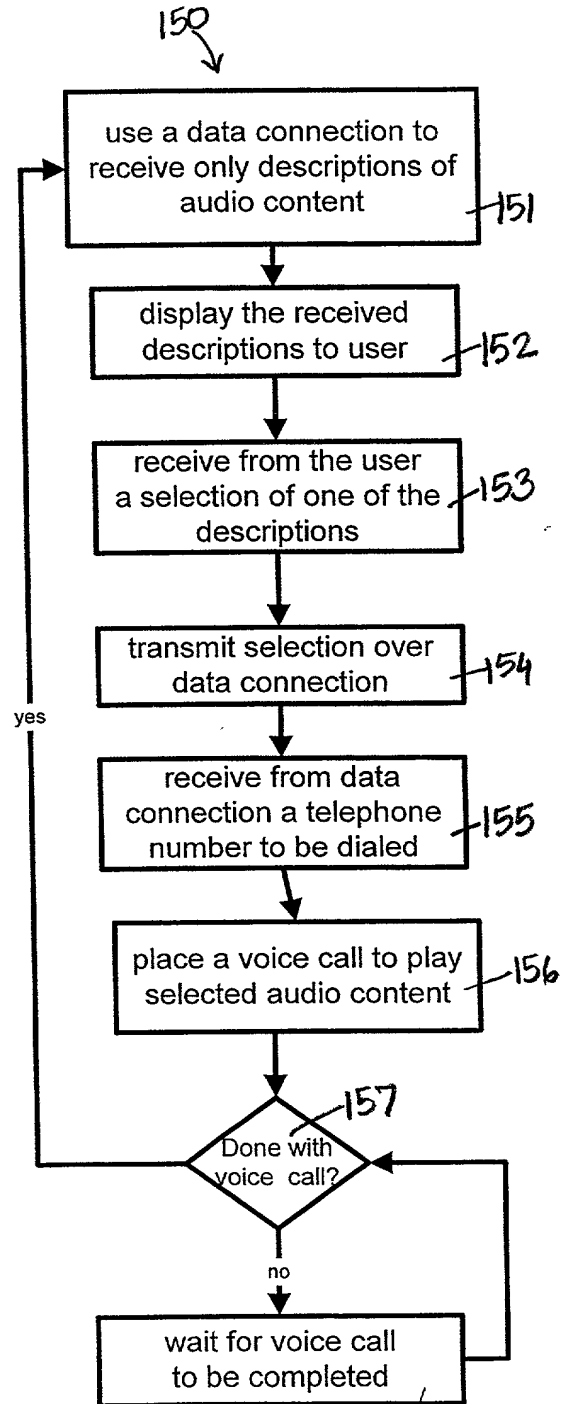 150
use a data connection to
receive only descriptions of
audio content
151
display the received
descriptions to user
152
receive from the user
a selection of one of the
descriptions
153
transmit selection over
data connection
154
yes
receive from data
connection a telephone
number to be dialed
155
place a voice call to play
selected audio content
156
157
Done with
voice call?
no
wait for voice call
to be completed